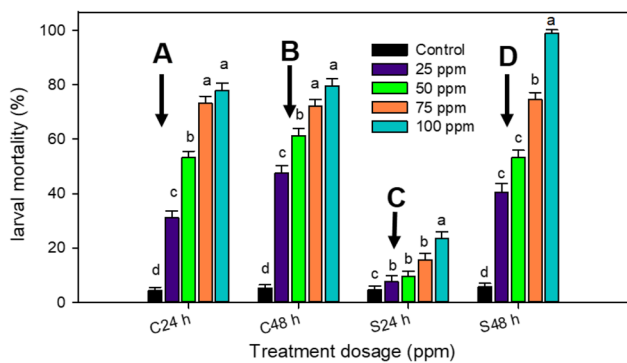 100
80
60
40
20
0
larval mortality (%)
A
B
C
D
Control
25 ppm
50 ppm
75 ppm
100 ppm
d
c
b
a
a
d
c
b
a
a
c
b
b
b
a
d
c
c
b
a
C24 h
C48 h
S24 h
S48 h
Treatment dosage (ppm)